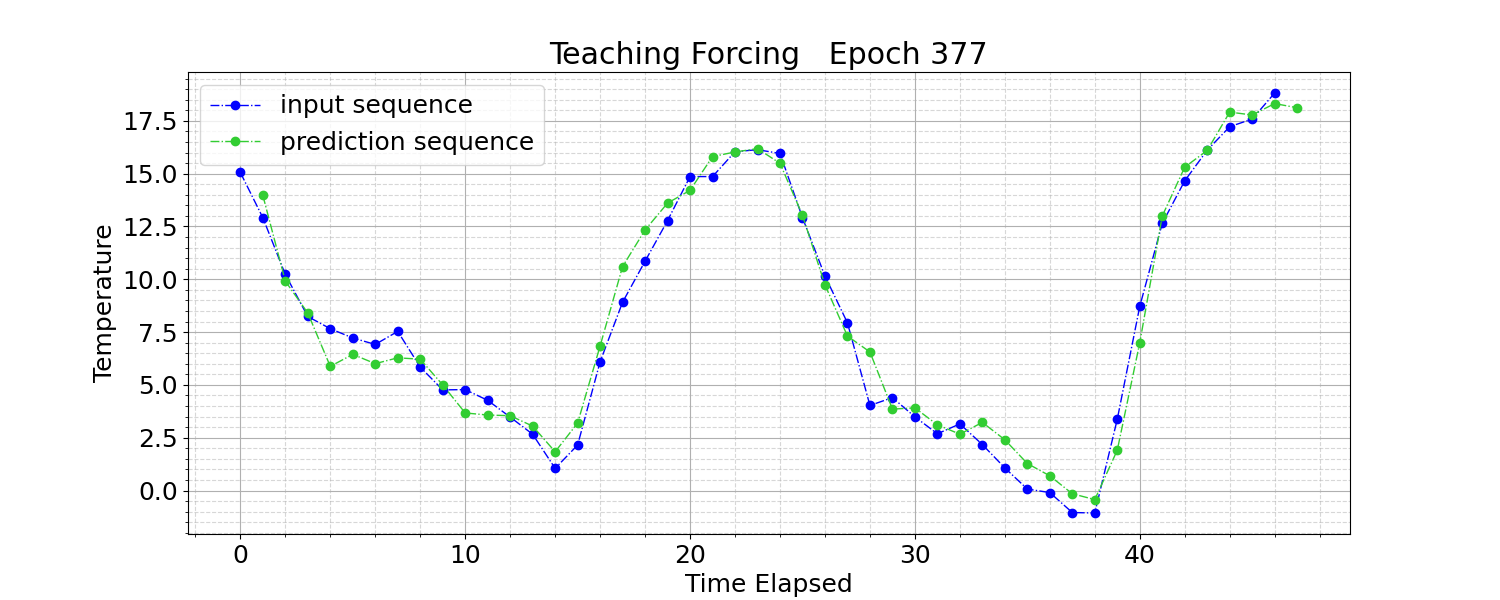 Teaching Forcing   Epoch 377
input sequence
prediction sequence
17.5
15.0
12.5
10.0
7.5
5.0
2.5
0.0
Temperature
0 10 20 30 40
Time Elapsed